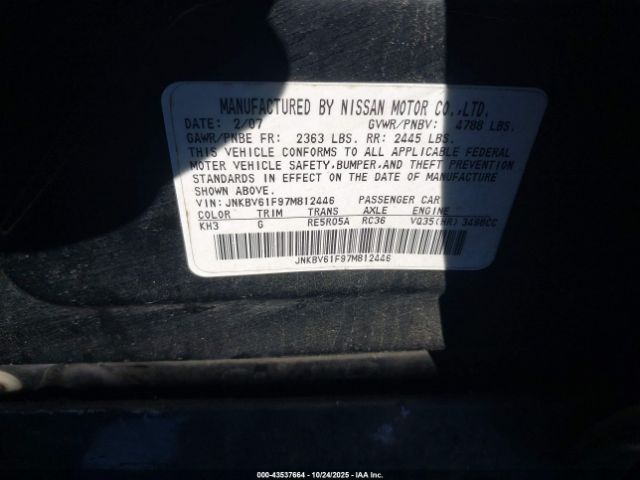 MANUFACTURED BY NISSAN MOTOR CO.,LTD.
DATE: 2/07 GVWR/PNBV: 4788 LBS.
GAWR/PNBE FR: 2363 LBS. RR: 2445 LBS.
THIS VEHICLE CONFORMS TO ALL APPLICABLE FEDERAL
MOTER VEHICLE SAFETY,BUMPER,AND THEFT PREVENTION
STANDARDS IN EFFECT ON THE DATE OF MANUFACTURE
SHOWN ABOVE.
VIN: JNKBV61F97M812446 PASSENGER CAR
COLOR TRIM TRANS AXLE ENGINE
KH3 G RE5R05A RC36 VQ35(HR) 3498CC
JNKBV61F97M812446
000-43537664 - 10/24/2025 - IAA Inc.